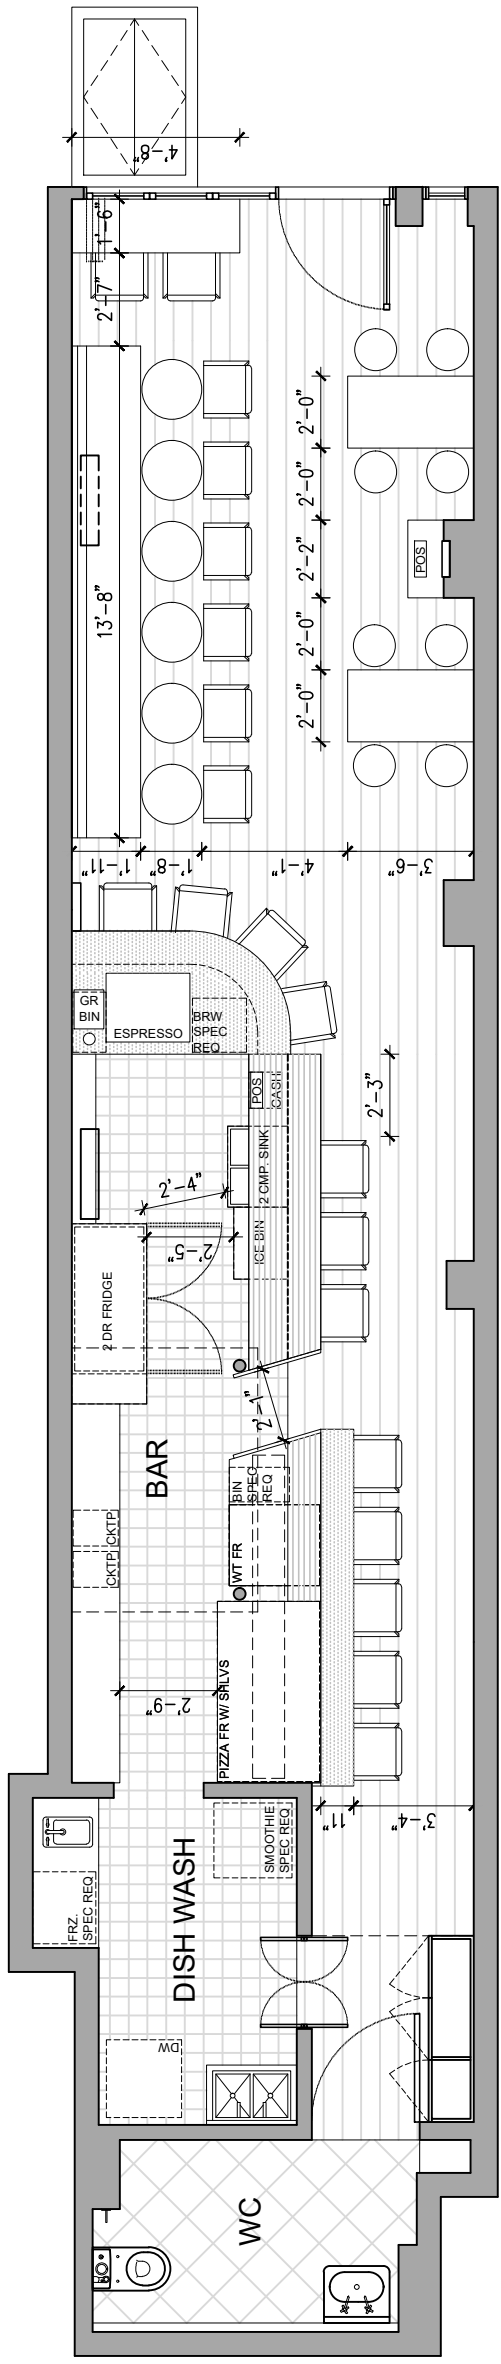 4'-8"
1'-6"
2'-7"
2'-0"
2'-0"
POS
2'-2"
13'-8"
2'-0"
2'-0"
1'-11"
1'-8"
4'-1"
3'-6"
GR
BIN
ESPRESSO
BRW
SPEC
REQ
POS
CASH
2'-3"
2 CMP. SINK
2'-4"
2'-5"
ICE BIN
2 DR FRIDGE
2'-1"
BAR
BIN
SPEC
REQ
CKTP
CKTP
WT FR
PIZZA FR W/ SHLVS
2'-9"
11"
3'-4"
SMOOTHIE
SPEC REQ
FRZ.
SPEC REQ
DISH WASH
DW
WC